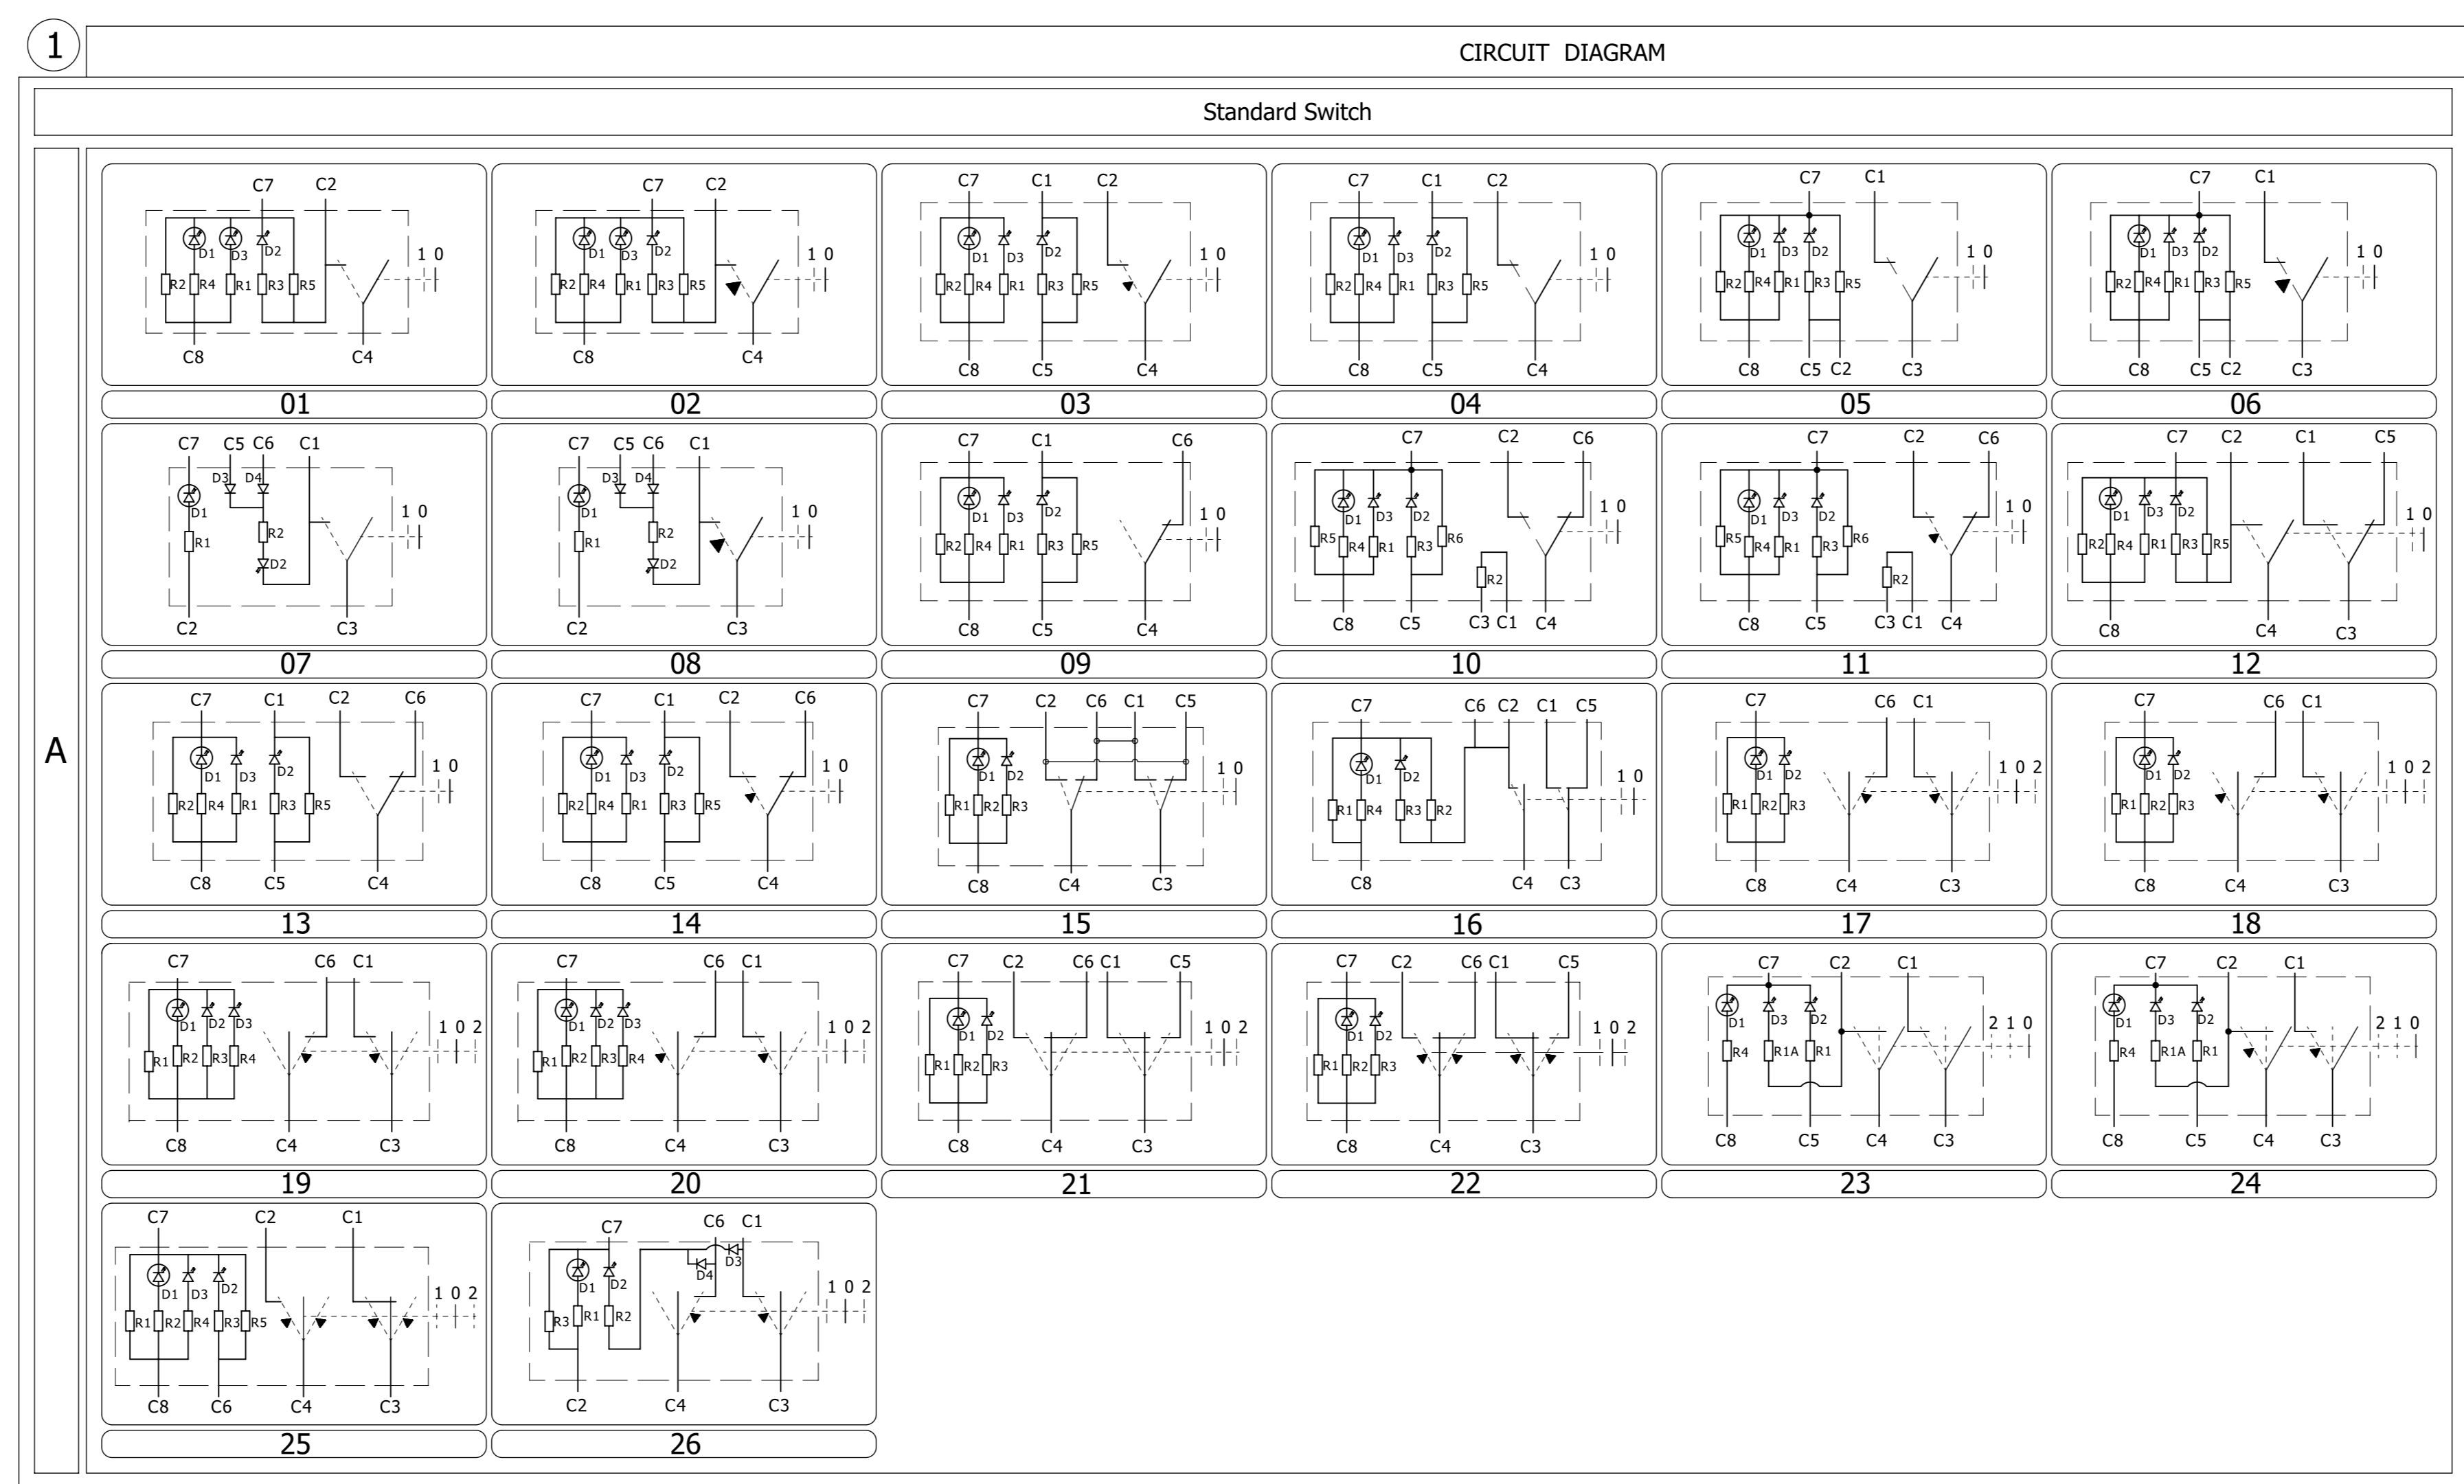 1
CIRCUIT DIAGRAM
Standard Switch
A
C7 C2
D1 D3 D2
1 0
R2 R4 R1 R3 R5
C8 C4
01
C7 C2
D1 D3 D2
1 0
R2 R4 R1 R3 R5
C8 C4
02
C7 C1 C2
D1 D3 D2
1 0
R2 R4 R1 R3 R5
C8 C5 C4
03
C7 C1 C2
D1 D3 D2
1 0
R2 R4 R1 R3 R5
C8 C5 C4
04
C7 C1
D1 D3 D2
1 0
R2 R4 R1 R3 R5
C8 C5 C2 C3
05
C7 C1
D1 D3 D2
1 0
R2 R4 R1 R3 R5
C8 C5 C2 C3
06
C7 C5 C6 C1
D3 D4
D1
1 0
R1 R2
D2
C2 C3
07
C7 C5 C6 C1
D3 D4
D1
1 0
R1 R2
D2
C2 C3
08
C7 C1 C6
D1 D3 D2
1 0
R2 R4 R1 R3 R5
C8 C5 C4
09
C7 C2 C6
D1 D3 D2
1 0
R5 R4 R1 R3 R6
R2
C8 C5 C3 C1 C4
10
C7 C2 C6
D1 D3 D2
1 0
R5 R4 R1 R3 R6
R2
C8 C5 C3 C1 C4
11
C7 C2 C1 C5
D1 D3 D2
1 0
R2 R4 R1 R3 R5
C8 C4 C3
12
C7 C1 C2 C6
D1 D3 D2
1 0
R2 R4 R1 R3 R5
C8 C5 C4
13
C7 C1 C2 C6
D1 D3 D2
1 0
R2 R4 R1 R3 R5
C8 C5 C4
14
C7 C2 C6 C1 C5
D1 D2
1 0
R1 R2 R3
C8 C4 C3
15
C7 C6 C2 C1 C5
D1 D2
1 0
R1 R4 R3 R2
C8 C4 C3
16
C7 C6 C1
D1 D2
1 0 2
R1 R2 R3
C8 C4 C3
17
C7 C6 C1
D1 D2
1 0 2
R1 R2 R3
C8 C4 C3
18
C7 C6 C1
D1 D2 D3
1 0 2
R1 R2 R3 R4
C8 C4 C3
19
C7 C6 C1
D1 D2 D3
1 0 2
R1 R2 R3 R4
C8 C4 C3
20
C7 C2 C6 C1 C5
D1 D2
1 0 2
R1 R2 R3
C8 C4 C3
21
C7 C2 C6 C1 C5
D1 D2
1 0 2
R1 R2 R3
C8 C4 C3
22
C7 C2 C1
D1 D3 D2
2 1 0
R4 R1A R1
C8 C5 C4 C3
23
C7 C2 C1
D1 D3 D2
2 1 0
R4 R1A R1
C8 C5 C4 C3
24
C7 C2 C1
D1 D3 D2
1 0 2
R1 R2 R4 R3 R5
C8 C6 C4 C3
25
C7 C6 C1
D4 D3
D1 D2
1 0 2
R3 R1 R2
C2 C4 C3
26